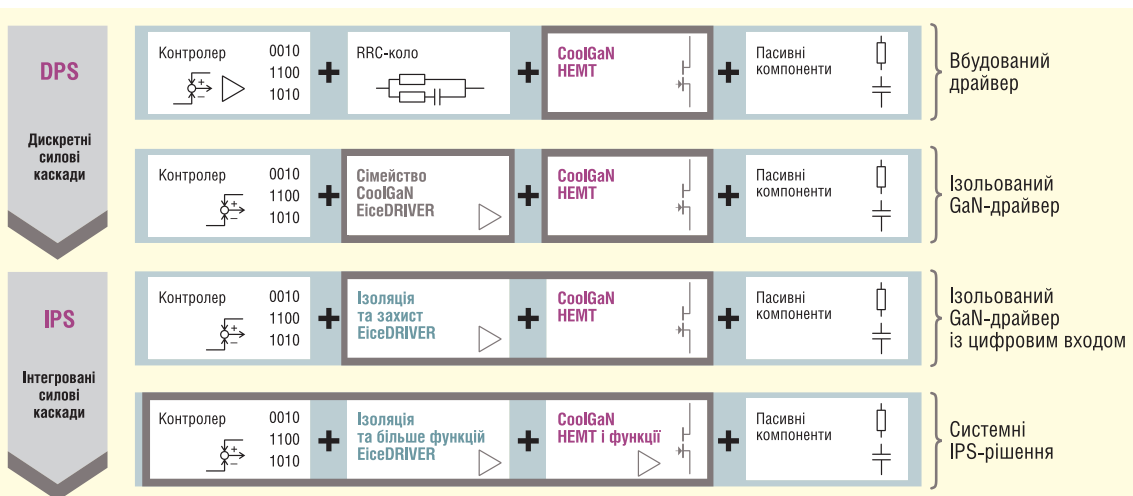 DPS
Дискретні
силові
каскади
Контролер
0010
1100
1010
+
RRC-коло
+
CoolGaN
HEMT
+
Пасивні
компоненти
Вбудований
драйвер
Контролер
0010
1100
1010
+
Сімейство
CoolGaN
EiceDRIVER
+
CoolGaN
HEMT
+
Пасивні
компоненти
Ізольований
GaN-драйвер
IPS
Інтегровані
силові
каскади
Контролер
0010
1100
1010
+
Ізоляція
та захист
EiceDRIVER
+
CoolGaN
HEMT
+
Пасивні
компоненти
Ізольований
GaN-драйвер
із цифровим входом
Контролер
0010
1100
1010
+
Ізоляція
та більше функцій
EiceDRIVER
+
CoolGaN
HEMT і функції
+
Пасивні
компоненти
Системні
IPS-рішення